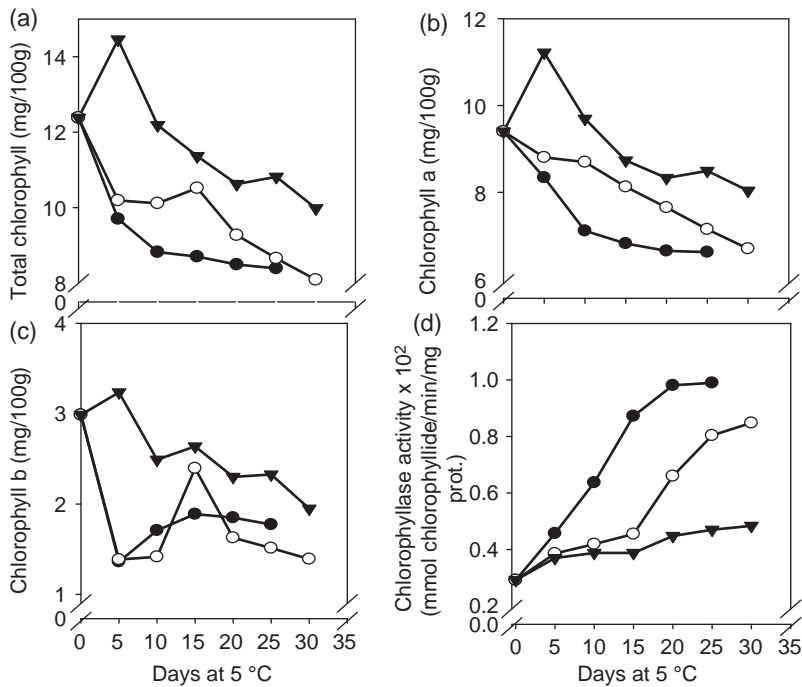 (a)
Total chlorophyll (mg/100g)
14
12
10
8
0
(b)
Chlorophyll a (mg/100g)
12
10
8
6
0
(c)
Chlorophyll b (mg/100g)
4
3
2
1
0
0 5 10 15 20 25 30 35
Days at 5 °C
(d)
Chlorophyllase activity x 10²
(mmol chlorophyllide/min/mg
prot.)
1.2
1.0
0.8
0.6
0.4
0.2
0.0
0 5 10 15 20 25 30 35
Days at 5 °C